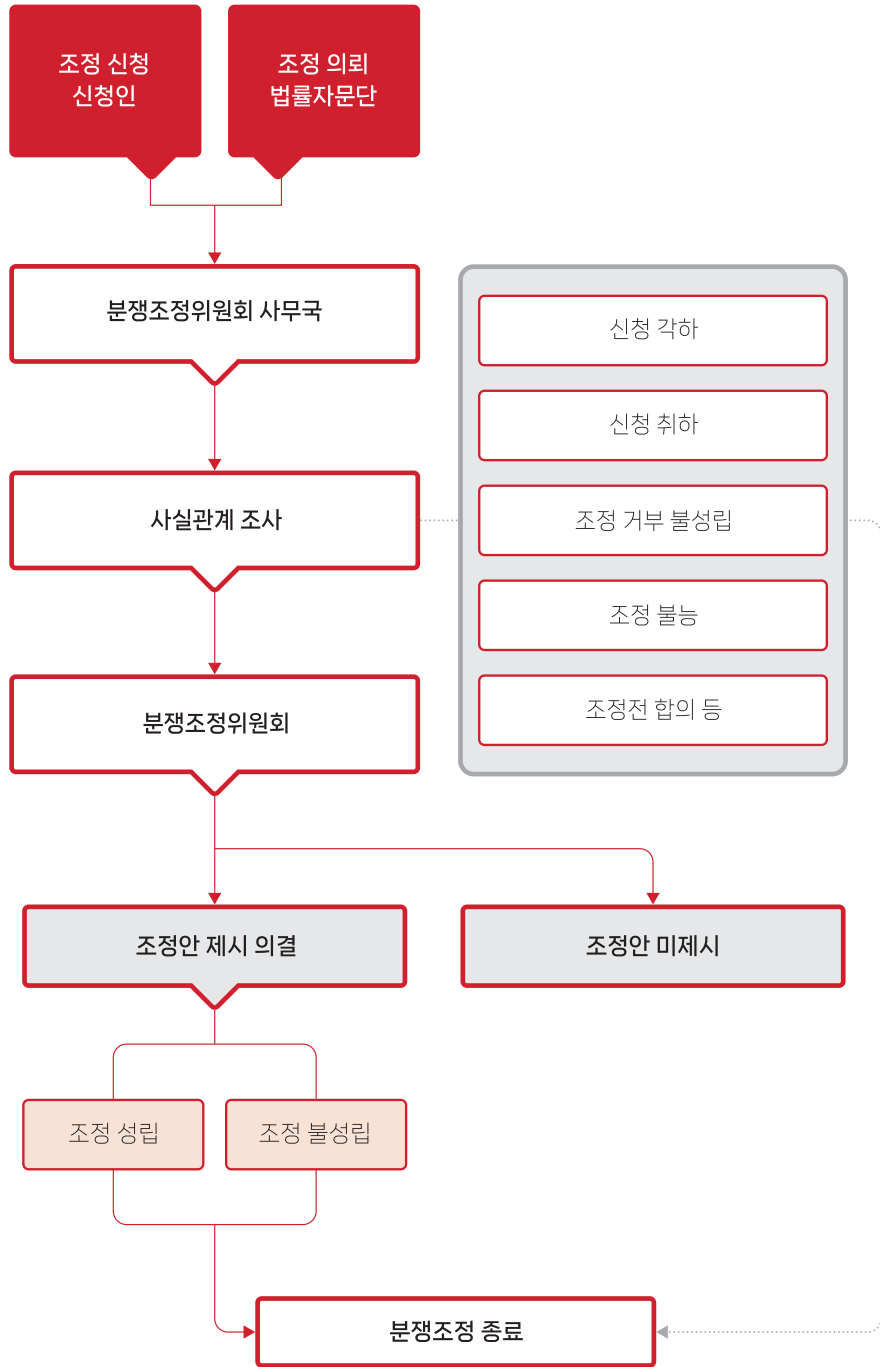 조정 신청
신청인
조정 의뢰
법률자문단
분쟁조정위원회 사무국
사실관계 조사
신청 각하
신청 취하
조정 거부 불성립
조정 불능
조정전 합의 등
분쟁조정위원회
조정안 제시 의결
조정안 미제시
조정 성립
조정 불성립
분쟁조정 종료